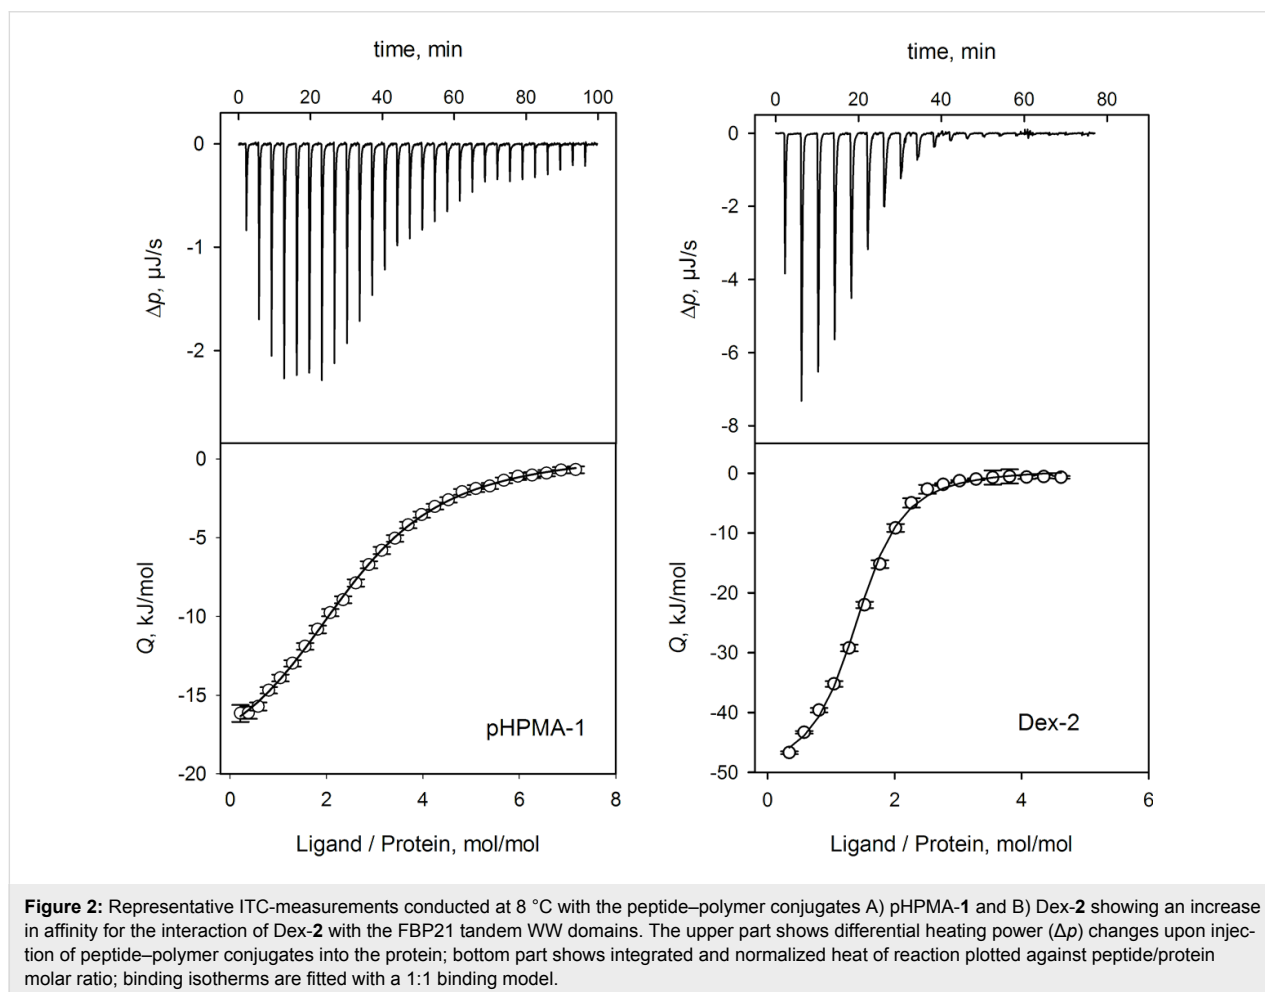 time, min
0 20 40 60 80 100
0
-1
-2
Δp, µJ/s
0
-5
-10
-15
-20
Q, kJ/mol
pHPMA-1
0 2 4 6 8
Ligand / Protein, mol/mol
time, min
0 20 40 60 80
0
-2
-4
-6
-8
Δp, µJ/s
0
-10
-20
-30
-40
-50
Q, kJ/mol
Dex-2
0 2 4 6
Ligand / Protein, mol/mol
Figure 2: Representative ITC-measurements conducted at 8 °C with the peptide–polymer conjugates A) pHPMA-1 and B) Dex-2 showing an increase
in affinity for the interaction of Dex-2 with the FBP21 tandem WW domains. The upper part shows differential heating power (Δp) changes upon injec-
tion of peptide–polymer conjugates into the protein; bottom part shows integrated and normalized heat of reaction plotted against peptide/protein
molar ratio; binding isotherms are fitted with a 1:1 binding model.